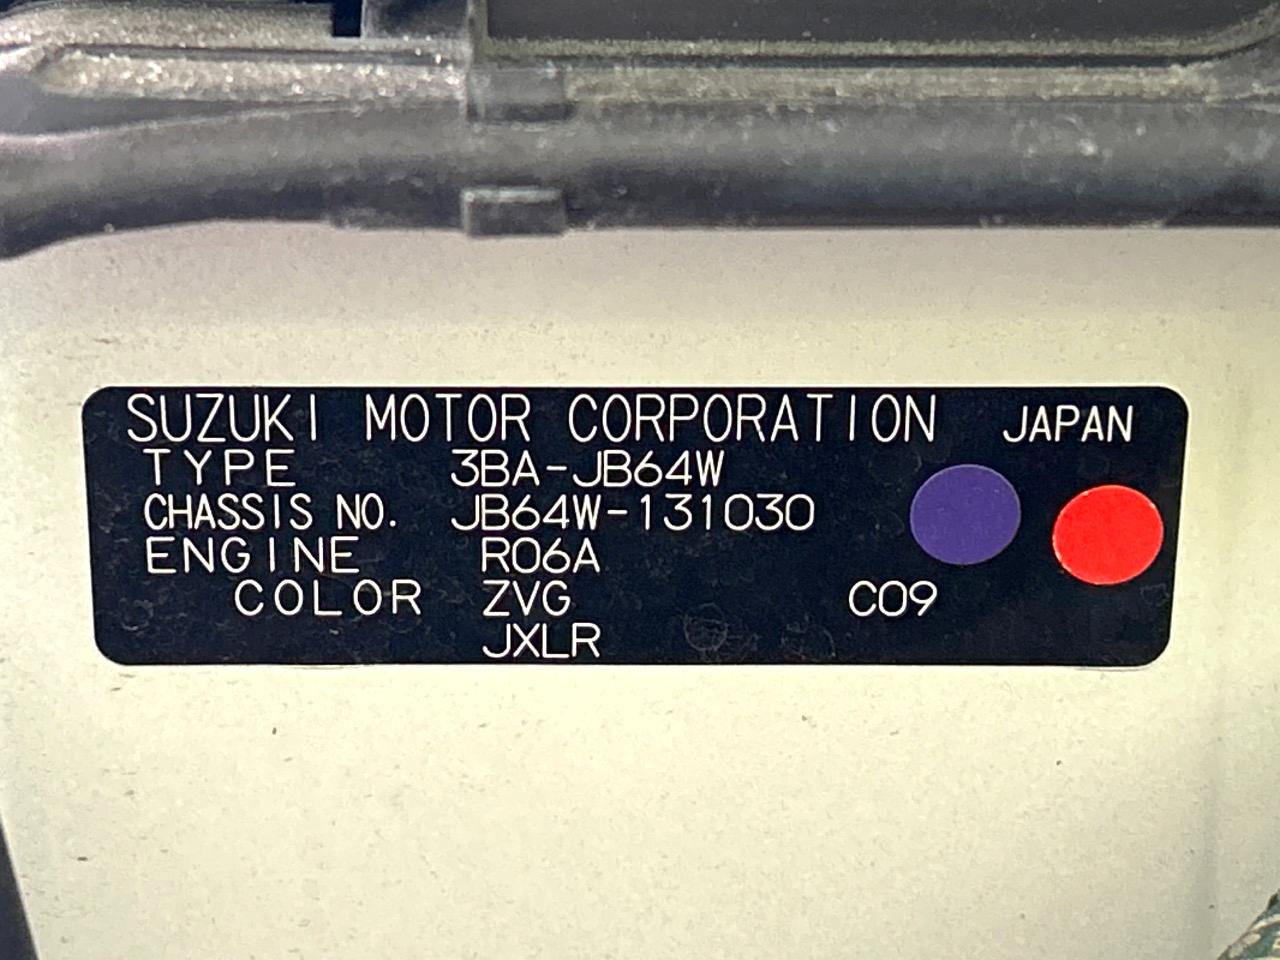 SUZUKI MOTOR CORPORATION JAPAN
TYPE 3BA-JB64W
CHASSIS NO. JB64W-131030
ENGINE R06A
COLOR ZVG C09
JXLR